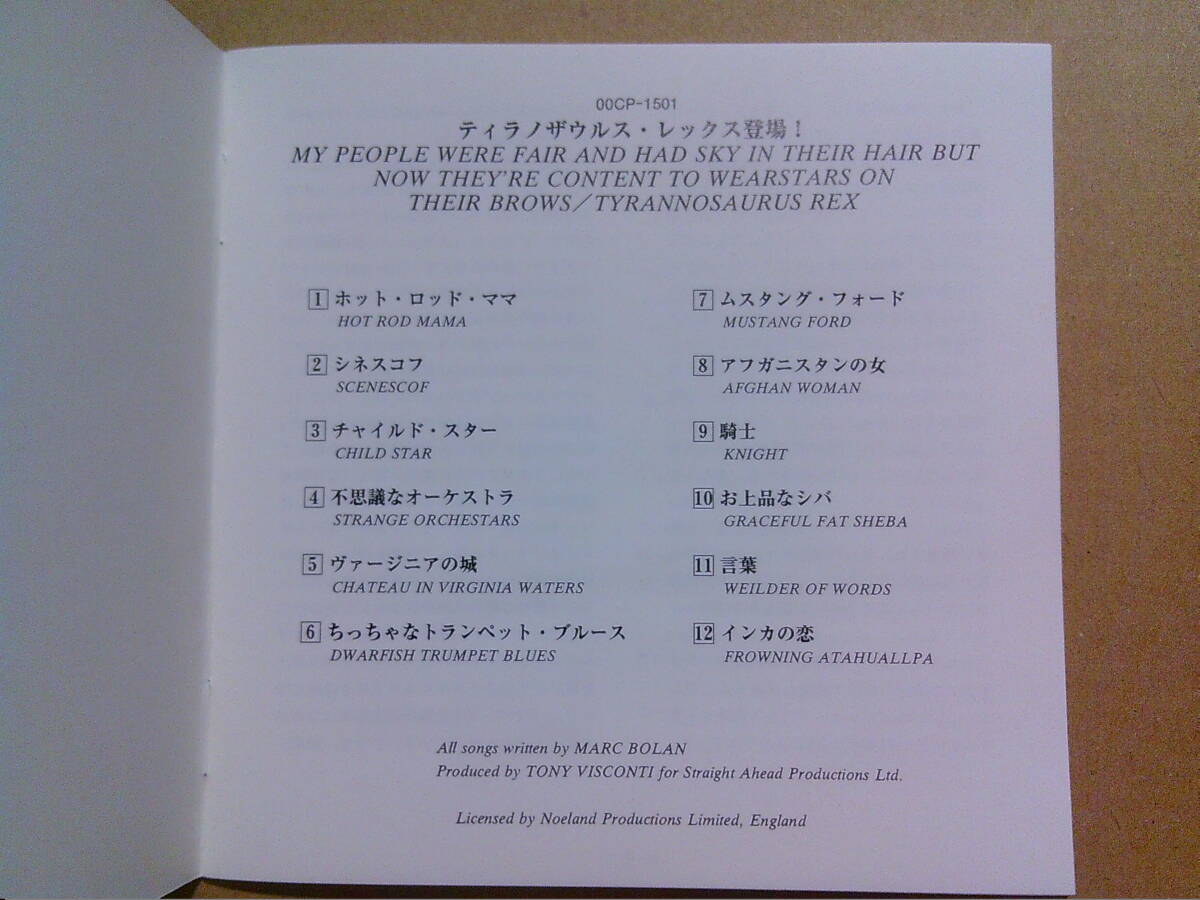 00CP-1501
ティラノザウルス・レックス登場！
MY PEOPLE WERE FAIR AND HAD SKY IN THEIR HAIR BUT
NOW THEY'RE CONTENT TO WEARSTARS ON
THEIR BROWS／TYRANNOSAURUS REX
1 ホット・ロッド・ママ
HOT ROD MAMA
2 シネスコフ
SCENESCOF
3 チャイルド・スター
CHILD STAR
4 不思議なオーケストラ
STRANGE ORCHESTARS
5 ヴァージニアの城
CHATEAU IN VIRGINIA WATERS
6 ちっちゃなトランペット・ブルース
DWARFISH TRUMPET BLUES
7 ムスタング・フォード
MUSTANG FORD
8 アフガニスタンの女
AFGHAN WOMAN
9 騎士
KNIGHT
10 お上品なシバ
GRACEFUL FAT SHEBA
11 言葉
WEILDER OF WORDS
12 インカの恋
FROWNING ATAHUALLPA
All songs written by MARC BOLAN
Produced by TONY VISCONTI for Straight Ahead Productions Ltd.
Licensed by Noeland Productions Limited, England